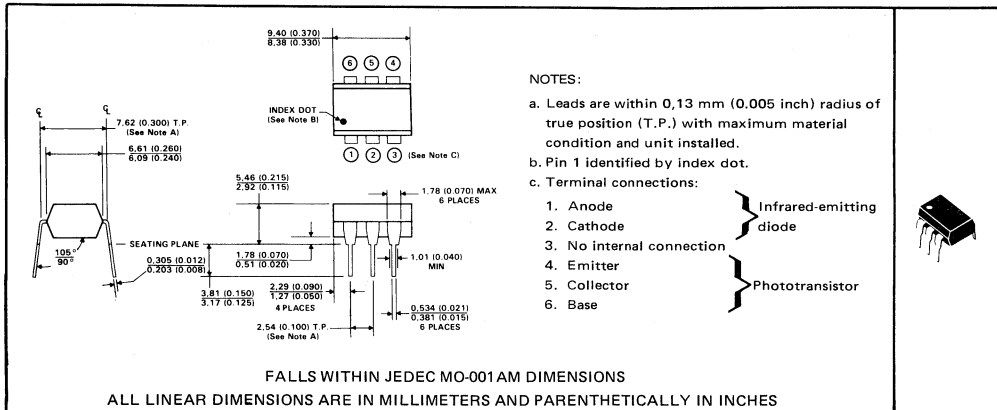 9,40 (0.370)
8,38 (0.330)
6 5 4
INDEX DOT
(See Note B)
1 2 3 (See Note C)
℄ ℄
7,62 (0.300) T.P.
(See Note A)
6,61 (0.260)
6,09 (0.240)
105°
90°
SEATING PLANE
0,305 (0.012)
0,203 (0.008)
5,46 (0.215)
2,92 (0.115)
1,78 (0.070) MAX
6 PLACES
1,78 (0.070)
0,51 (0.020)
1,01 (0.040)
MIN
3,81 (0.150)
3,17 (0.125)
2,29 (0.090)
1,27 (0.050)
4 PLACES
0,534 (0.021)
0,381 (0.015)
6 PLACES
2,54 (0.100) T.P.
(See Note A)
NOTES:
a. Leads are within 0,13 mm (0.005 inch) radius of
true position (T.P.) with maximum material
condition and unit installed.
b. Pin 1 identified by index dot.
c. Terminal connections:
1. Anode
2. Cathode
Infrared-emitting
diode
3. No internal connection
4. Emitter
5. Collector
6. Base
Phototransistor
FALLS WITHIN JEDEC MO-001AM DIMENSIONS
ALL LINEAR DIMENSIONS ARE IN MILLIMETERS AND PARENTHETICALLY IN INCHES